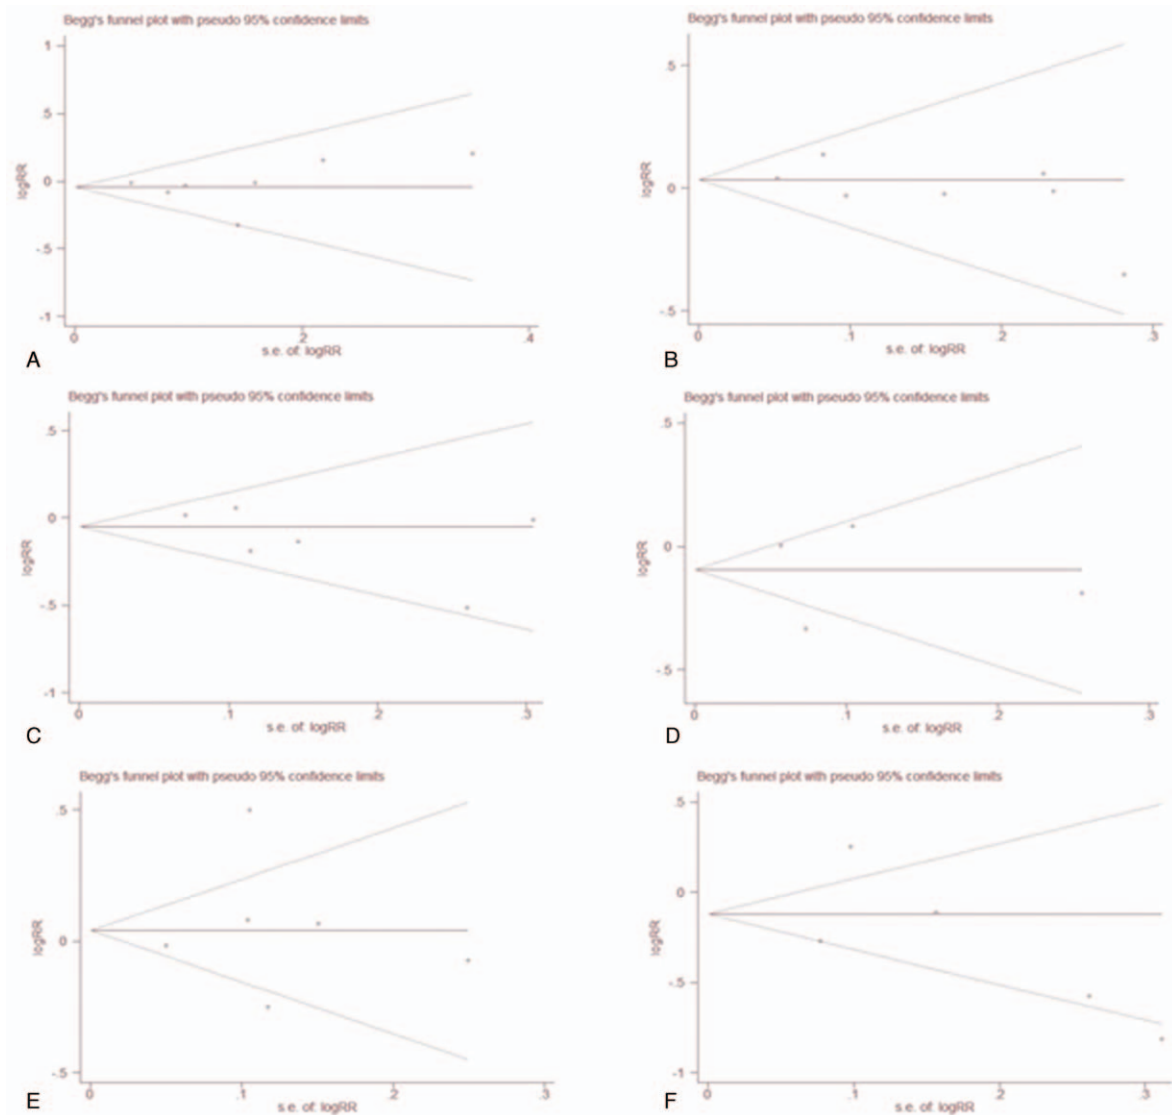 Begg's funnel plot with pseudo 95% confidence limits
1
.5
0
-.5
-1
logRR
0
.2
.4
s.e. of: logRR
A
Begg's funnel plot with pseudo 95% confidence limits
.5
0
-.5
logRR
0
.1
.2
.3
s.e. of: logRR
B
Begg's funnel plot with pseudo 95% confidence limits
.5
0
-.5
-1
logRR
0
.1
.2
.3
s.e. of: logRR
C
Begg's funnel plot with pseudo 95% confidence limits
.5
0
-.5
logRR
0
.1
.2
.3
s.e. of: logRR
D
Begg's funnel plot with pseudo 95% confidence limits
.5
0
-.5
logRR
0
.1
.2
.3
s.e. of: logRR
E
Begg's funnel plot with pseudo 95% confidence limits
.5
0
-.5
-1
logRR
0
.1
.2
.3
s.e. of: logRR
F